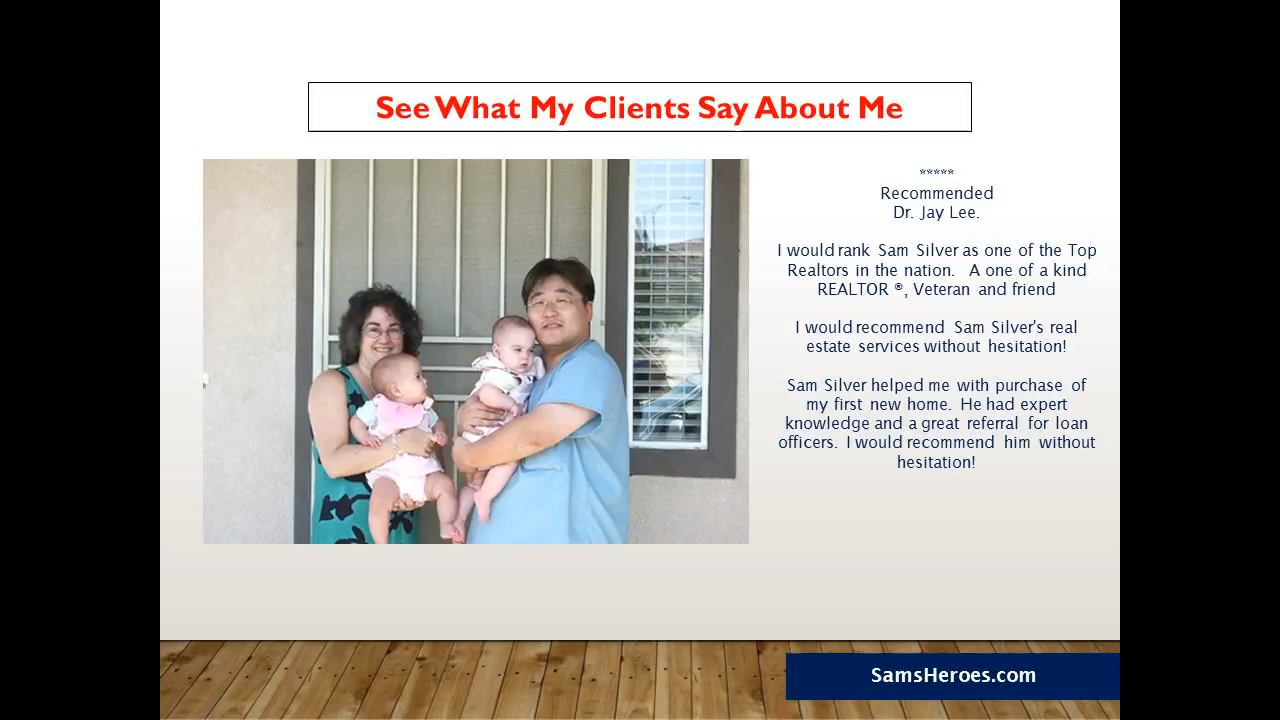 See What My Clients Say About Me
*****
Recommended
Dr. Jay Lee.
I would rank Sam Silver as one of the Top
Realtors in the nation. A one of a kind
REALTOR ®, Veteran and friend
I would recommend Sam Silver's real
estate services without hesitation!
Sam Silver helped me with purchase of
my first new home. He had expert
knowledge and a great referral for loan
officers. I would recommend him without
hesitation!
SamsHeroes.com